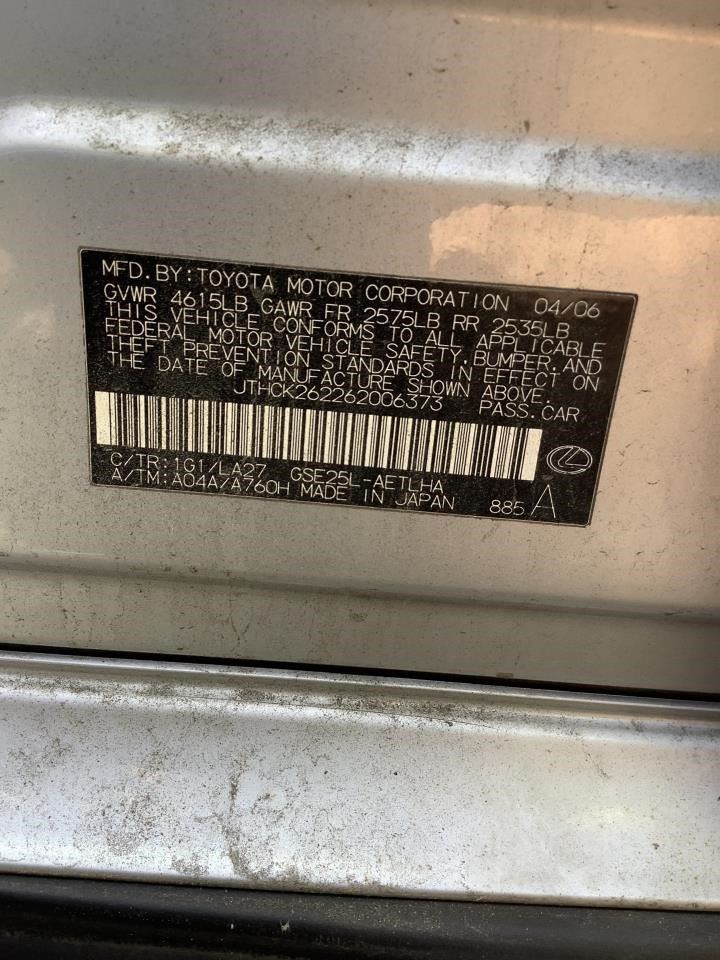 MFD.BY:TOYOTA MOTOR CORPORATION 04/06
GVWR 4615LB GAWR FR 2575LB RR 2535LB
THIS VEHICLE CONFORMS TO ALL APPLICABLE
FEDERAL MOTOR VEHICLE SAFETY,BUMPER,AND
THEFT PREVENTION STANDARDS IN EFFECT ON
THE DATE OF MANUFACTURE SHOWN ABOVE.
JTHCK262262006373 PASS.CAR
C/TR:1G1/LA27 GSE25L-AETLHA
A/TM:A04A/A760H MADE IN JAPAN 885 A